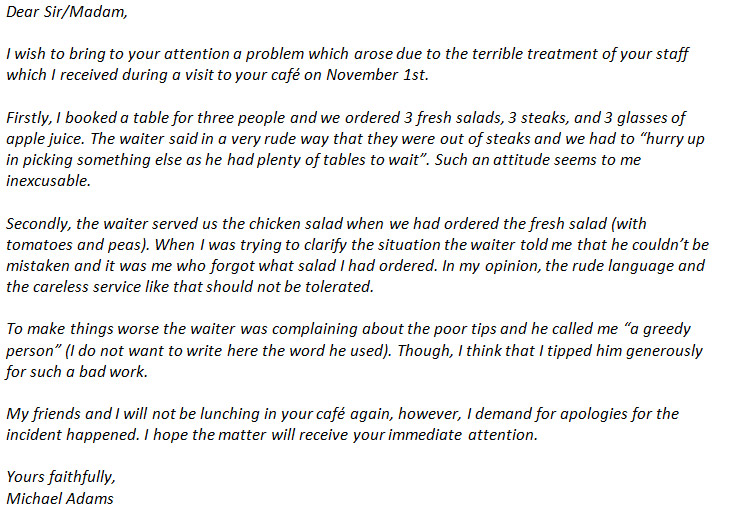 Dear Sir/Madam,
I wish to bring to your attention a problem which arose due to the terrible treatment of your staff
which I received during a visit to your café on November 1st.
Firstly, I booked a table for three people and we ordered 3 fresh salads, 3 steaks, and 3 glasses of
apple juice. The waiter said in a very rude way that they were out of steaks and we had to “hurry up
in picking something else as he had plenty of tables to wait”. Such an attitude seems to me
inexcusable.
Secondly, the waiter served us the chicken salad when we had ordered the fresh salad (with
tomatoes and peas). When I was trying to clarify the situation the waiter told me that he couldn’t be
mistaken and it was me who forgot what salad I had ordered. In my opinion, the rude language and
the careless service like that should not be tolerated.
To make things worse the waiter was complaining about the poor tips and he called me “a greedy
person” (I do not want to write here the word he used). Though, I think that I tipped him generously
for such a bad work.
My friends and I will not be lunching in your café again, however, I demand for apologies for the
incident happened. I hope the matter will receive your immediate attention.
Yours faithfully,
Michael Adams